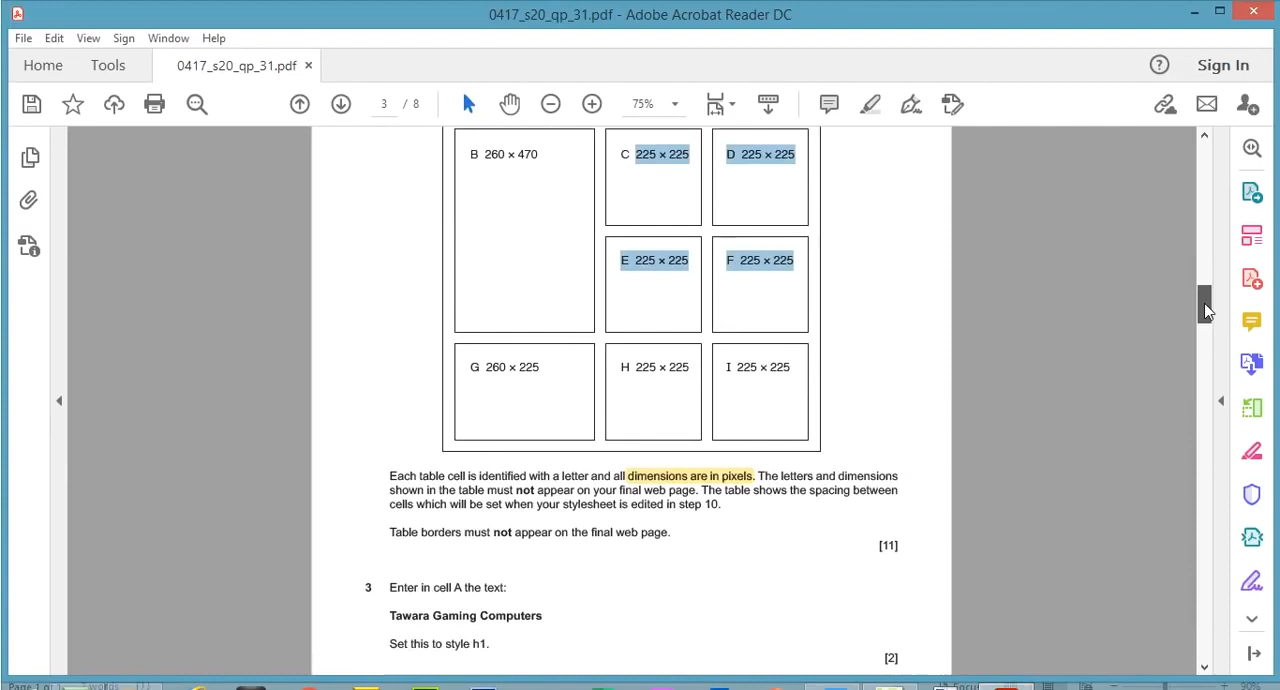 0417_s20_qp_31.pdf - Adobe Acrobat Reader DC
File Edit View Sign Window Help
Home Tools 0417_s20_qp_31.pdf × Sign In
3 / 8 75%
B 260 × 470 C 225 × 225 D 225 × 225
E 225 × 225 F 225 × 225
G 260 × 225 H 225 × 225 I 225 × 225
Each table cell is identified with a letter and all dimensions are in pixels. The letters and dimensions
shown in the table must not appear on your final web page. The table shows the spacing between
cells which will be set when your stylesheet is edited in step 10.
Table borders must not appear on the final web page.
[11]
3 Enter in cell A the text:
Tawara Gaming Computers
Set this to style h1.
[2]